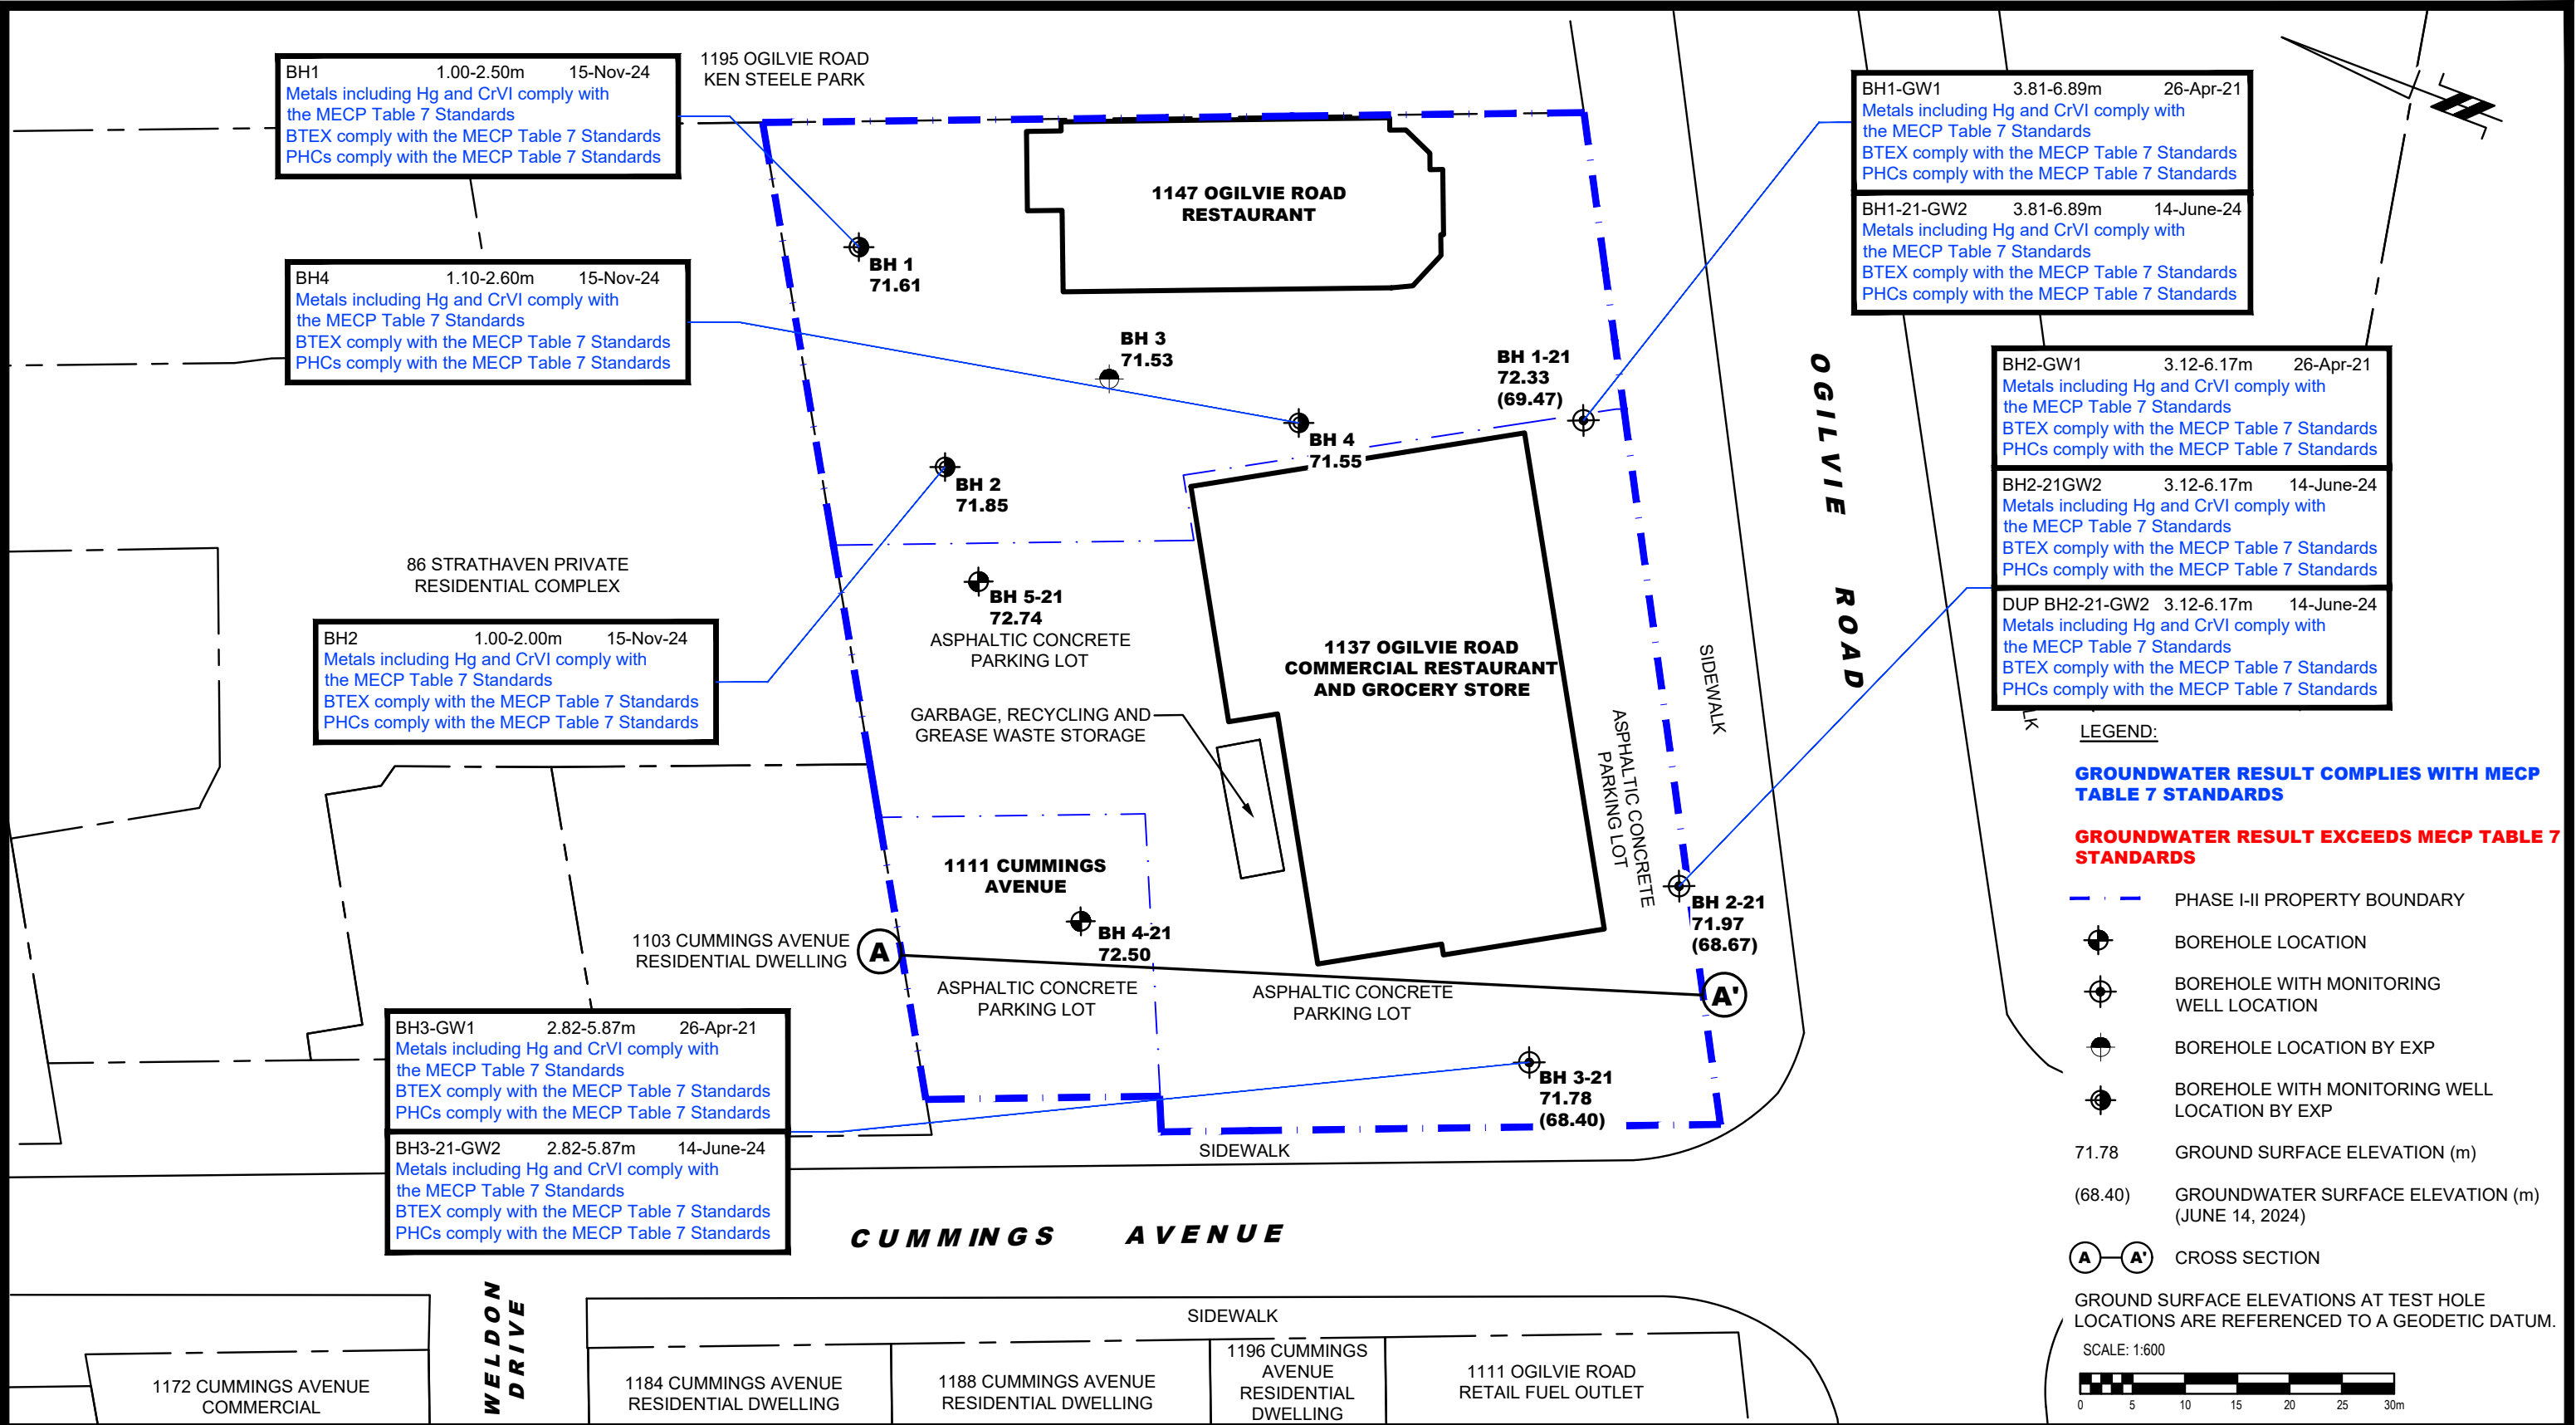 1195 OGILVIE ROAD
KEN STEELE PARK
BH1 1.00-2.50m 15-Nov-24
Metals including Hg and CrVI comply with
the MECP Table 7 Standards
BTEX comply with the MECP Table 7 Standards
PHCs comply with the MECP Table 7 Standards
BH4 1.10-2.60m 15-Nov-24
Metals including Hg and CrVI comply with
the MECP Table 7 Standards
BTEX comply with the MECP Table 7 Standards
PHCs comply with the MECP Table 7 Standards
86 STRATHAVEN PRIVATE
RESIDENTIAL COMPLEX
BH2 1.00-2.00m 15-Nov-24
Metals including Hg and CrVI comply with
the MECP Table 7 Standards
BTEX comply with the MECP Table 7 Standards
PHCs comply with the MECP Table 7 Standards
1103 CUMMINGS AVENUE
RESIDENTIAL DWELLING
BH3-GW1 2.82-5.87m 26-Apr-21
Metals including Hg and CrVI comply with
the MECP Table 7 Standards
BTEX comply with the MECP Table 7 Standards
PHCs comply with the MECP Table 7 Standards
BH3-21-GW2 2.82-5.87m 14-June-24
Metals including Hg and CrVI comply with
the MECP Table 7 Standards
BTEX comply with the MECP Table 7 Standards
PHCs comply with the MECP Table 7 Standards
1147 OGILVIE ROAD
RESTAURANT
BH 1
71.61
BH 3
71.53
BH 1-21
72.33
(69.47)
BH 4
71.55
BH 2
71.85
BH 5-21
72.74
ASPHALTIC CONCRETE
PARKING LOT
1137 OGILVIE ROAD
COMMERCIAL RESTAURANT
AND GROCERY STORE
GARBAGE, RECYCLING AND
GREASE WASTE STORAGE
ASPHALTIC CONCRETE
PARKING LOT
SIDEWALK
1111 CUMMINGS
AVENUE
BH 4-21
72.50
BH 2-21
71.97
(68.67)
A
A'
ASPHALTIC CONCRETE
PARKING LOT
ASPHALTIC CONCRETE
PARKING LOT
BH 3-21
71.78
(68.40)
SIDEWALK
OGILVIE ROAD
CUMMINGS AVENUE
WELDON
DRIVE
SIDEWALK
1172 CUMMINGS AVENUE
COMMERCIAL
1184 CUMMINGS AVENUE
RESIDENTIAL DWELLING
1188 CUMMINGS AVENUE
RESIDENTIAL DWELLING
1196 CUMMINGS
AVENUE
RESIDENTIAL
DWELLING
1111 OGILVIE ROAD
RETAIL FUEL OUTLET
BH1-GW1 3.81-6.89m 26-Apr-21
Metals including Hg and CrVI comply with
the MECP Table 7 Standards
BTEX comply with the MECP Table 7 Standards
PHCs comply with the MECP Table 7 Standards
BH1-21-GW2 3.81-6.89m 14-June-24
Metals including Hg and CrVI comply with
the MECP Table 7 Standards
BTEX comply with the MECP Table 7 Standards
PHCs comply with the MECP Table 7 Standards
BH2-GW1 3.12-6.17m 26-Apr-21
Metals including Hg and CrVI comply with
the MECP Table 7 Standards
BTEX comply with the MECP Table 7 Standards
PHCs comply with the MECP Table 7 Standards
BH2-21GW2 3.12-6.17m 14-June-24
Metals including Hg and CrVI comply with
the MECP Table 7 Standards
BTEX comply with the MECP Table 7 Standards
PHCs comply with the MECP Table 7 Standards
DUP BH2-21-GW2 3.12-6.17m 14-June-24
Metals including Hg and CrVI comply with
the MECP Table 7 Standards
BTEX comply with the MECP Table 7 Standards
PHCs comply with the MECP Table 7 Standards
LK
LEGEND:
GROUNDWATER RESULT COMPLIES WITH MECP
TABLE 7 STANDARDS
GROUNDWATER RESULT EXCEEDS MECP TABLE 7
STANDARDS
PHASE I-II PROPERTY BOUNDARY
BOREHOLE LOCATION
BOREHOLE WITH MONITORING
WELL LOCATION
BOREHOLE LOCATION BY EXP
BOREHOLE WITH MONITORING WELL
LOCATION BY EXP
71.78 GROUND SURFACE ELEVATION (m)
(68.40) GROUNDWATER SURFACE ELEVATION (m)
(JUNE 14, 2024)
A A' CROSS SECTION
GROUND SURFACE ELEVATIONS AT TEST HOLE
LOCATIONS ARE REFERENCED TO A GEODETIC DATUM.
SCALE: 1:600
0 5 10 15 20 25 30m